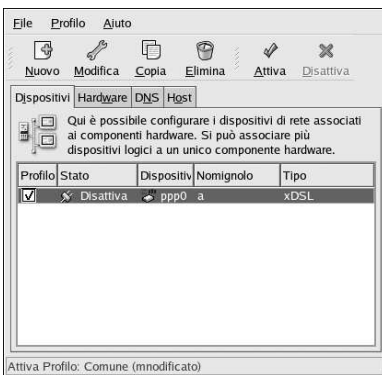 File Profilo Aiuto
Nuovo Modifica Copia Elimina Attiva Disattiva
Dispositivi Hardware DNS Host
Qui è possibile configurare i dispositivi di rete associati
ai componenti hardware. Si può associare più
dispositivi logici a un unico componente hardware.
Profilo Stato Dispositiv Nomignolo Tipo
Disattiva ppp0 a xDSL
Attiva Profilo: Comune (mnodificato)